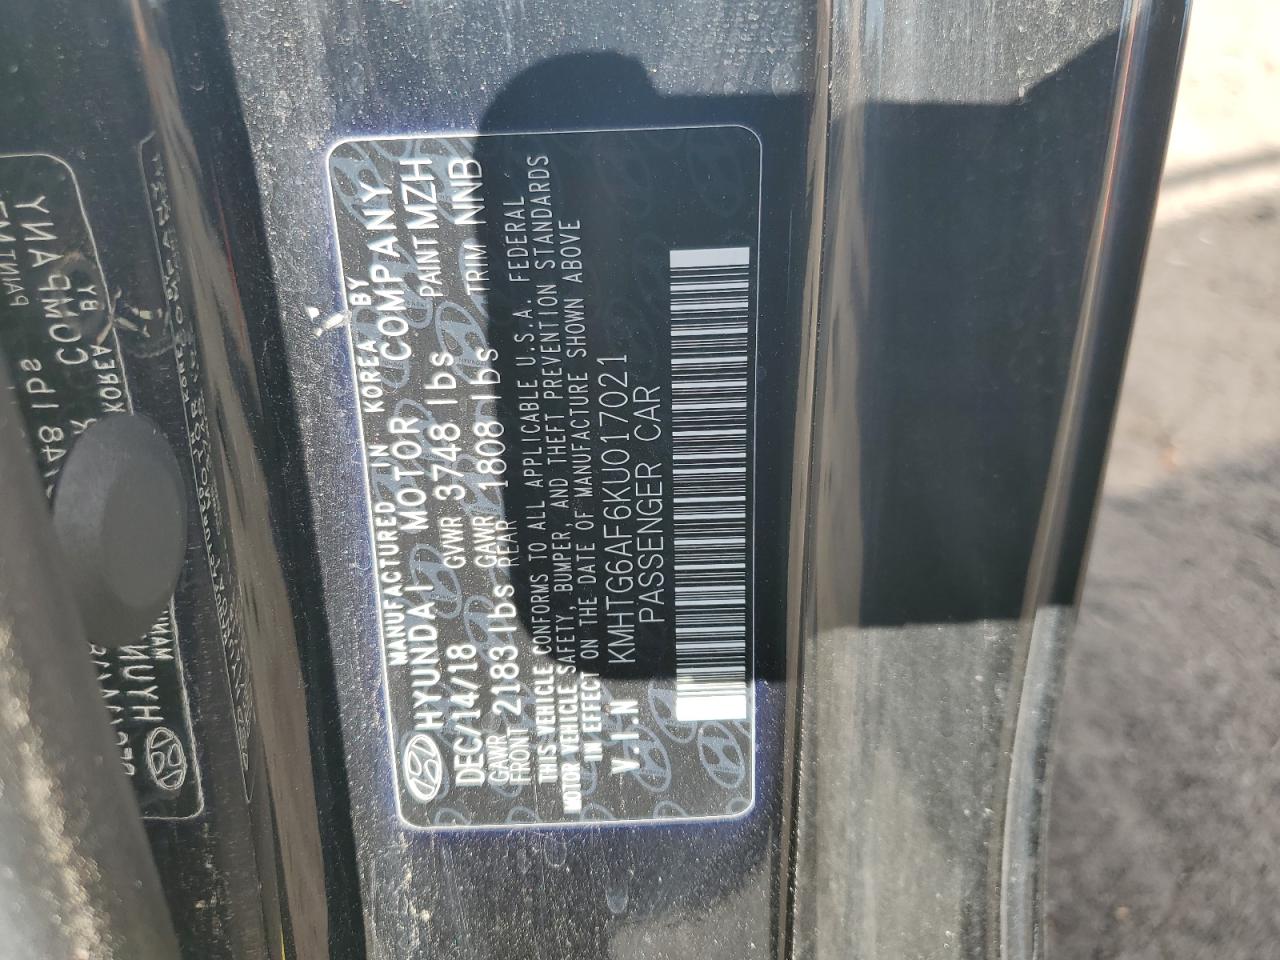 MANUFACTURED IN KOREA BY
HYUNDAI MOTOR COMPANY
DEC/14/18 GVWR 3748 lbs PAINT MZH
GAWR FRONT 2183 lbs GAWR REAR 1808 lbs TRIM NNB
THIS VEHICLE CONFORMS TO ALL APPLICABLE U.S.A. FEDERAL
MOTOR VEHICLE SAFETY, BUMPER, AND THEFT PREVENTION STANDARDS
IN EFFECT ON THE DATE OF MANUFACTURE SHOWN ABOVE
V.I.N KMHTG6AF6KU017021
PASSENGER CAR